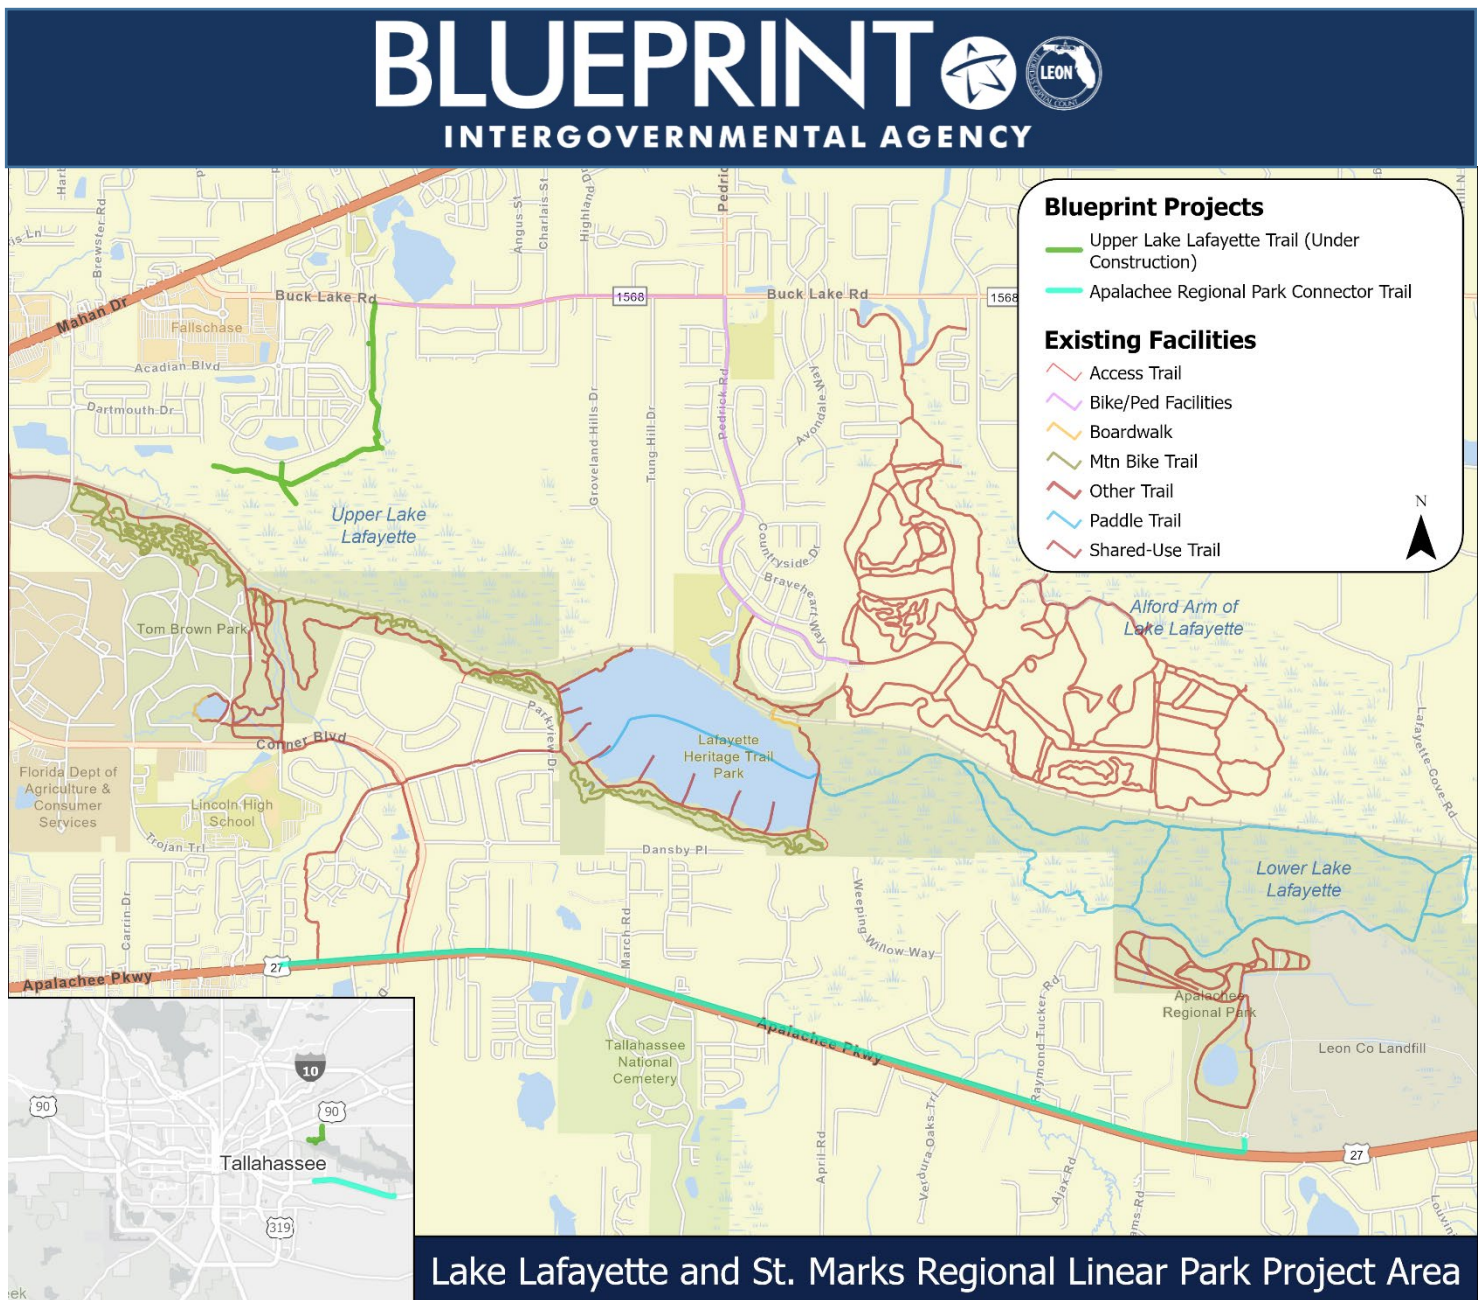 BLUEPRINT
LEON
INTERGOVERNMENTAL AGENCY
Blueprint Projects
Upper Lake Lafayette Trail (Under
Construction)
Apalachee Regional Park Connector Trail
Existing Facilities
Access Trail
Bike/Ped Facilities
Boardwalk
Mtn Bike Trail
Other Trail
Paddle Trail
Shared-Use Trail
N
Brewster Rd
Angus St
Charlais St
Highland D
Pedric
Mahan Dr
Buck Lake Rd
1568
Buck Lake Rd
1568
Fallschase
Acadian Blvd
Dartmouth Dr
Groveland Hills Dr
Tung Hill Dr
Pedrick Rd
Avondale Way
Upper Lake
Lafayette
Countryside Dr
Braveheart Way
Alford Arm of
Lake Lafayette
Tom Brown Park
Parkview Dr
Conner Blvd
Lafayette
Heritage Trail
Park
Lafayette Cove Rd
Florida Dept of
Agriculture &
Consumer
Services
Lincoln High
School
Trojan Trl
Dansby Pl
Lower Lake
Lafayette
Carrin Dr
March Rd
Weeping Willow Way
27
Apalachee Pkwy
Apalachee
Regional Park
Raymond Tucker Rd
Leon Co Landfill
Apalachee Pkwy
Tallahassee
National
Cemetery
April Rd
Verdura Oaks Trl
Ajax Rd
ams Rd
27
10
90
90
Tallahassee
319
eek
Lake Lafayette and St. Marks Regional Linear Park Project Area